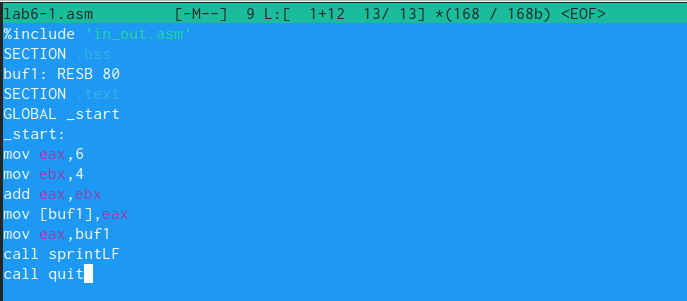 lab6-1.asm [-M--] 9 L:[ 1+12 13/ 13] *(168 / 168b) <EOF>
%include 'in_out.asm'
SECTION .bss
buf1: RESB 80
SECTION .text
GLOBAL _start
_start:
mov eax,6
mov ebx,4
add eax,ebx
mov [buf1],eax
mov eax,buf1
call sprintLF
call quit